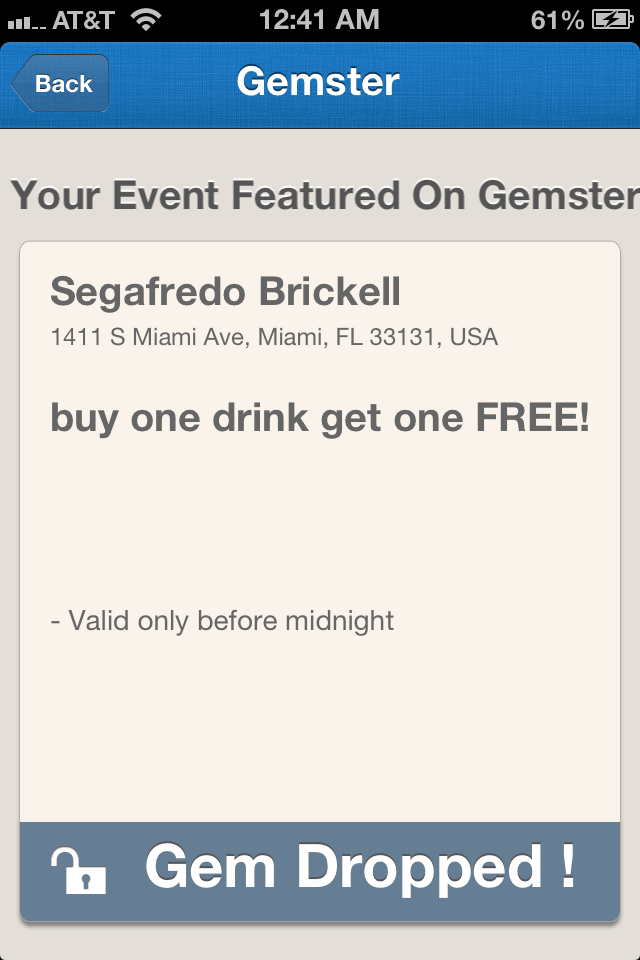 AT&T 12:41 AM 61%
Back Gemster
Your Event Featured On Gemster
Segafredo Brickell
1411 S Miami Ave, Miami, FL 33131, USA
buy one drink get one FREE!
- Valid only before midnight
Gem Dropped !